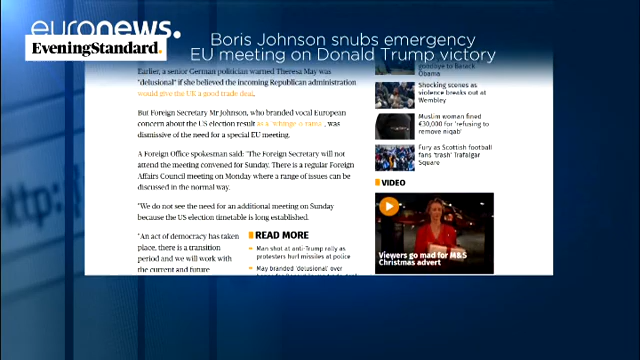 euronews.
Evening Standard.
Boris Johnson snubs emergency
EU meeting on Donald Trump victory
Earlier, a senior German politician warned Theresa May was
"delusional" if she believed the incoming Republican administration
would give the UK a good trade deal.
But Foreign Secretary Mr Johnson, who branded vocal European
concern about the US election result as a 'whinge-o-rama', was
dismissive of the need for a special EU meeting.
A Foreign Office spokesman said: "The Foreign Secretary will not
attend the meeting convened for Sunday. There is a regular Foreign
Affairs Council meeting on Monday where a range of issues can be
discussed in the normal way.
"We do not see the need for an additional meeting on Sunday
because the US election timetable is long established.
"An act of democracy has taken
place, there is a transition
period and we will work with
the current and future
READ MORE
Man shot at anti-Trump rally as
protesters hurl missiles at police
May branded 'delusional' over
goodbye to Barack
Obama
Shocking scenes as
violence breaks out at
Wembley
Muslim woman fined
€30,000 for 'refusing to
remove niqab'
Fury as Scottish football
fans 'trash' Trafalgar
Square
VIDEO
Viewers go mad for M&S
Christmas advert
http: